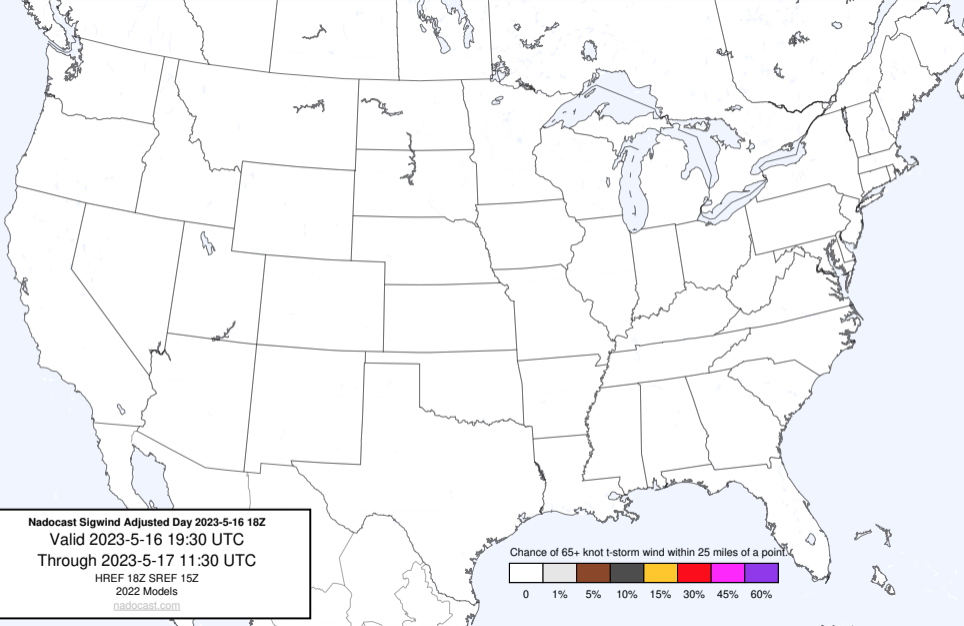 Nadocast Sigwind Adjusted Day 2023-5-16 18Z
Valid 2023-5-16 19:30 UTC
Through 2023-5-17 11:30 UTC
HREF 18Z SREF 15Z
2022 Models
nadocast.com
Chance of 65+ knot t-storm wind within 25 miles of a point.
0 1% 5% 10% 15% 30% 45% 60%